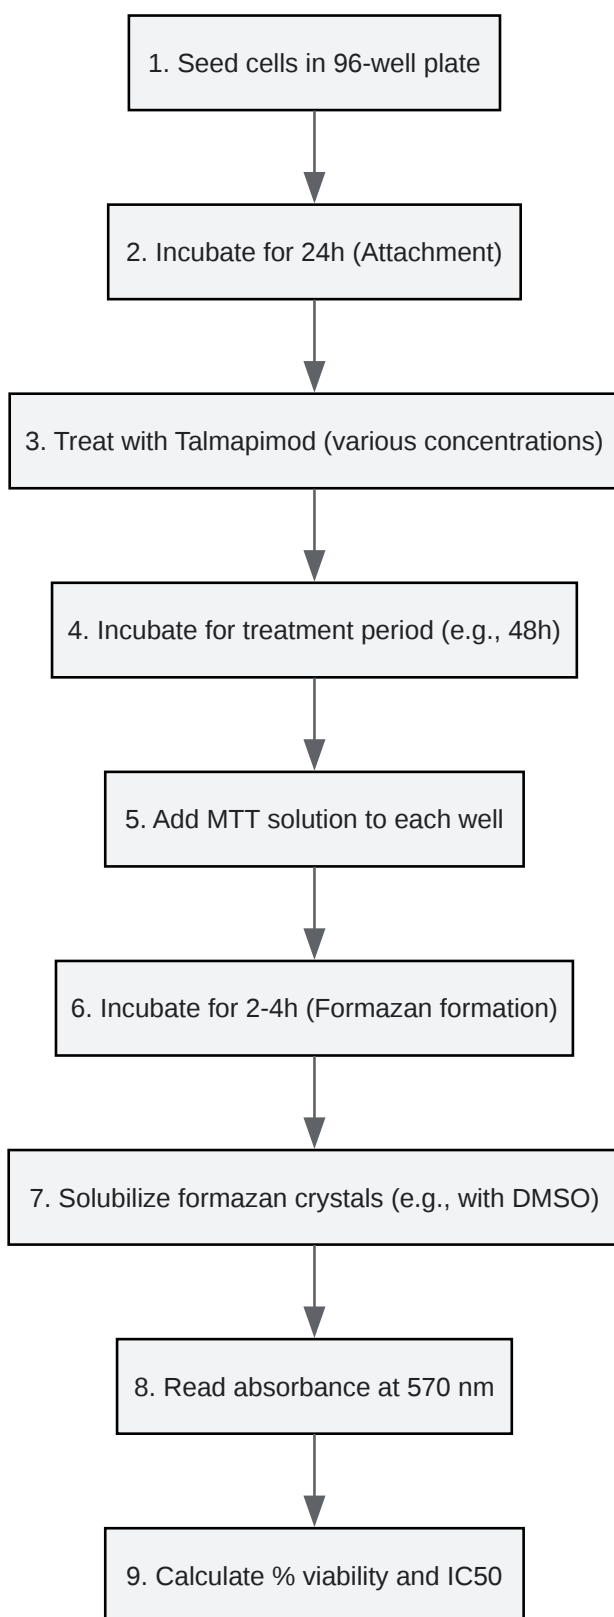 1. Seed cells in 96-well plate
2. Incubate for 24h (Attachment)
3. Treat with Talmapimod (various concentrations)
4. Incubate for treatment period (e.g., 48h)
5. Add MTT solution to each well
6. Incubate for 2-4h (Formazan formation)
7. Solubilize formazan crystals (e.g., with DMSO)
8. Read absorbance at 570 nm
9. Calculate % viability and IC50